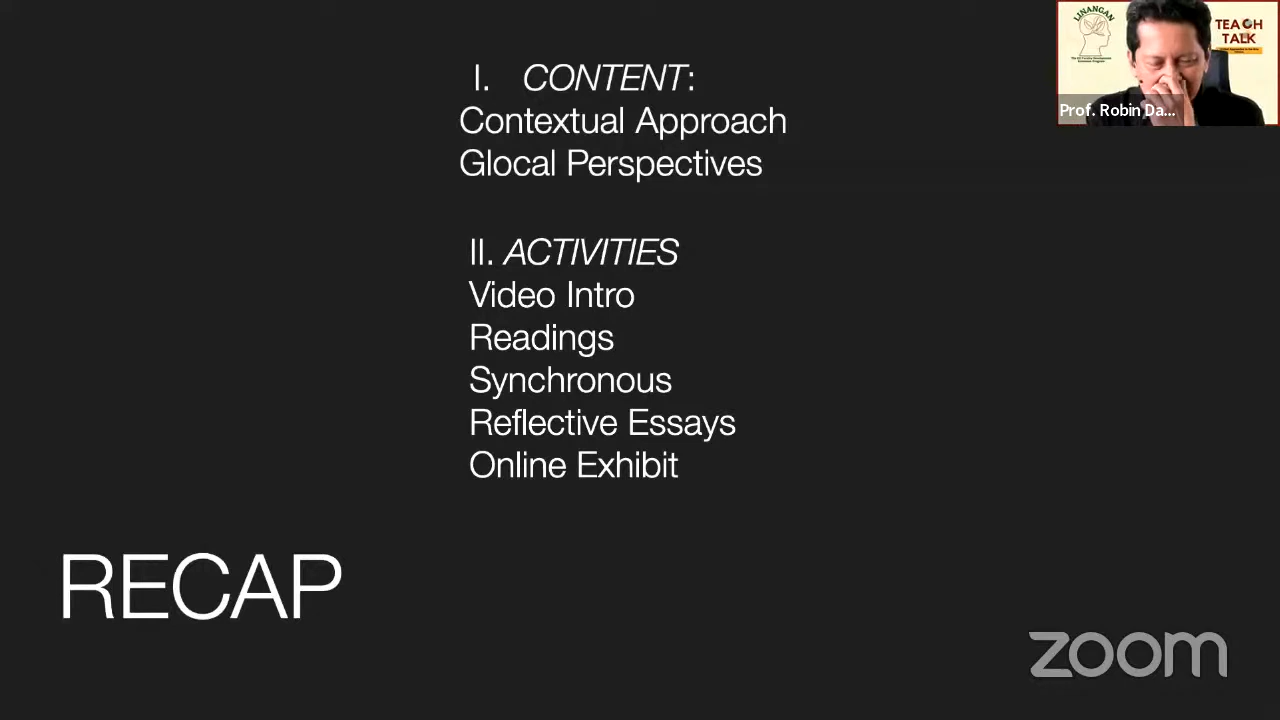 I. CONTENT:
Contextual Approach
Glocal Perspectives
II. ACTIVITIES
Video Intro
Readings
Synchronous
Reflective Essays
Online Exhibit
RECAP
LINANGAN
TEACH
TALK
Prof. Robin Da...
zoom